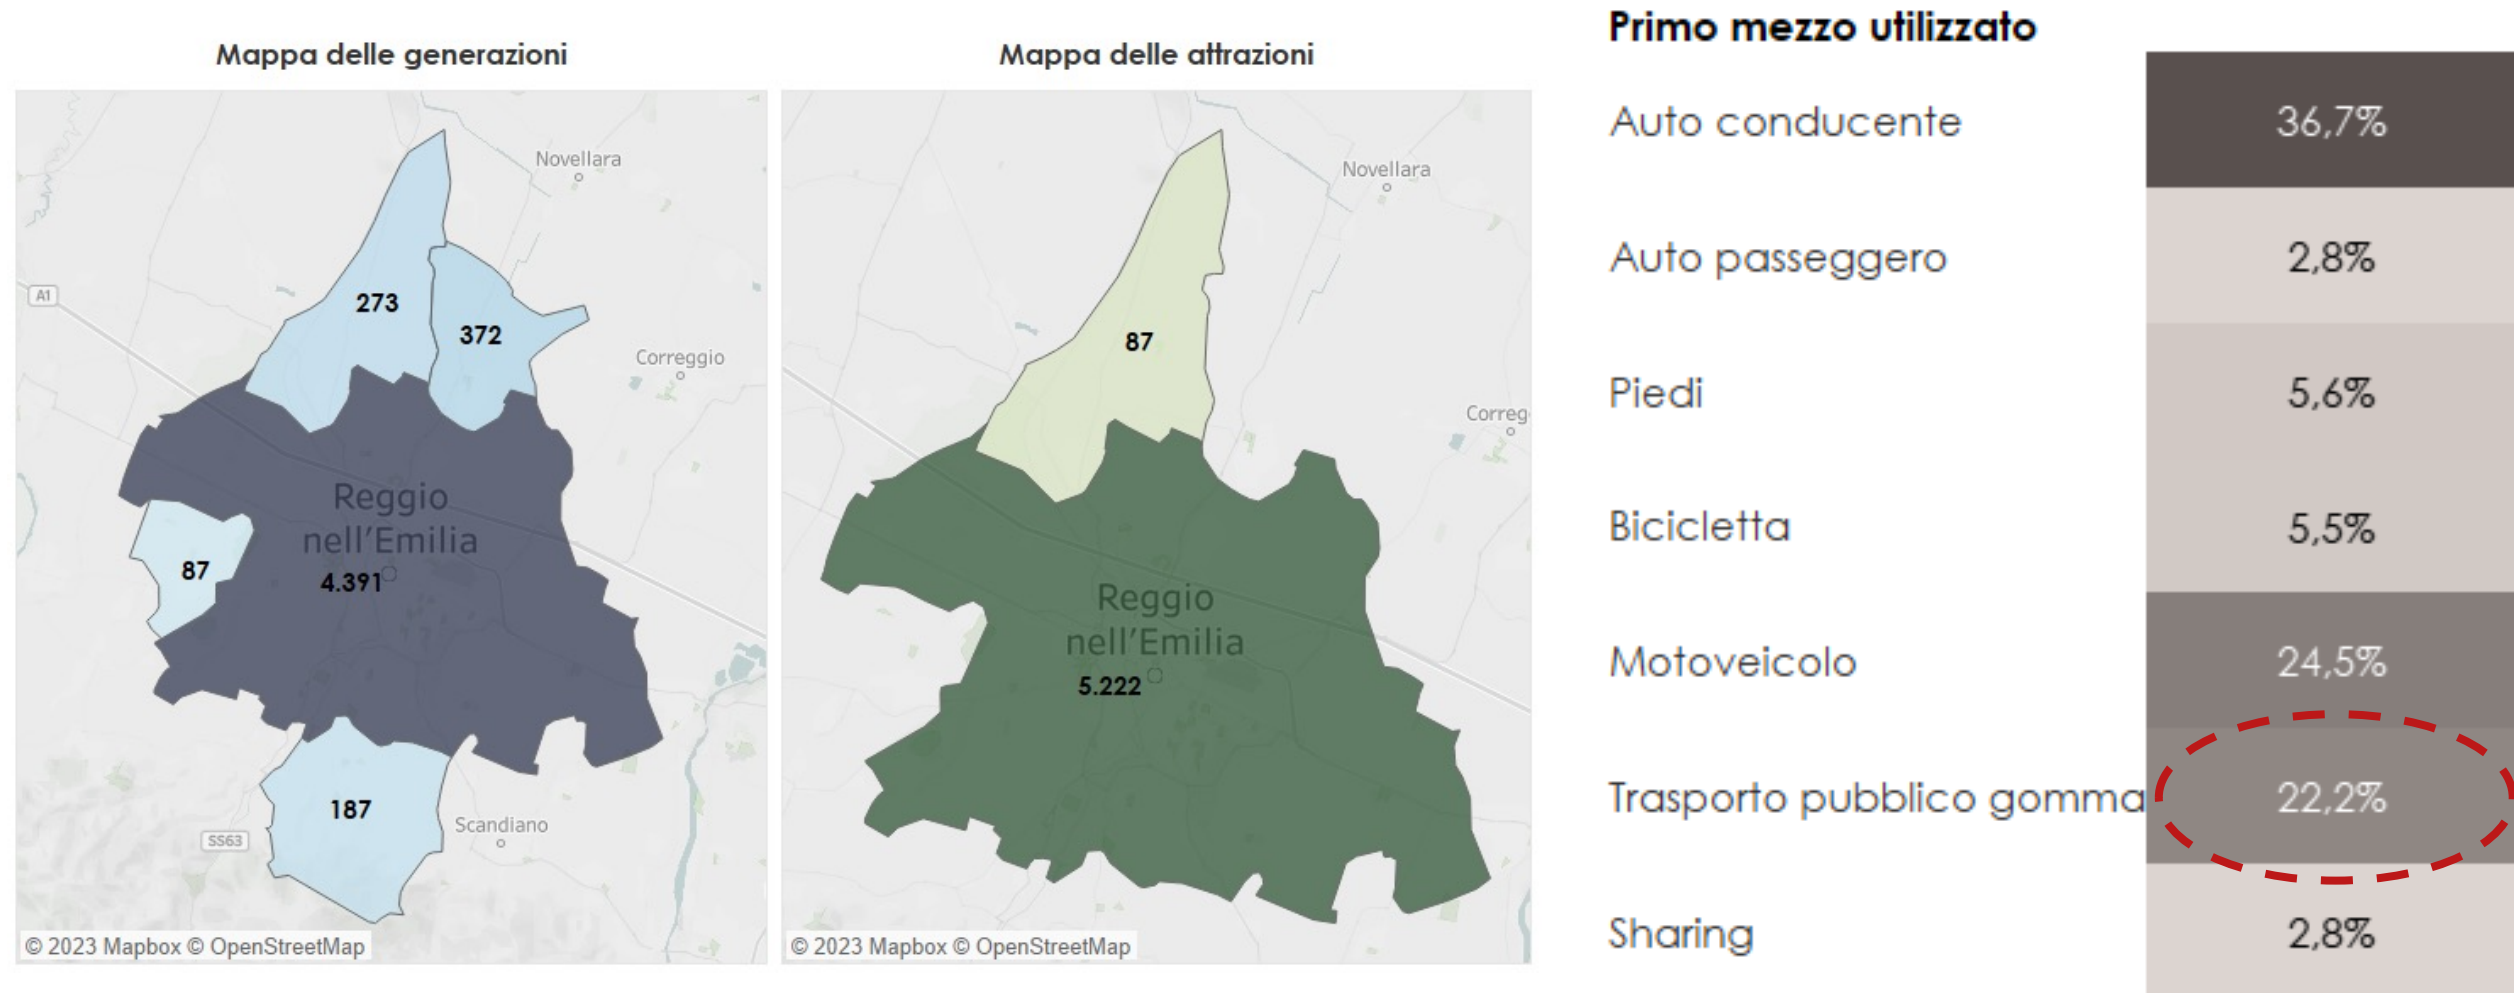 Mappa delle generazioni
Novellara
A1
273
372
Correggio
Reggio
nell'Emilia
4.391
87
187
Scandiano
SS63
© 2023 Mapbox © OpenStreetMap
Mappa delle attrazioni
Novellara
87
Correg
Reggio
nell'Emilia
5.222
© 2023 Mapbox © OpenStreetMap
Primo mezzo utilizzato
Auto conducente 36,7%
Auto passeggero 2,8%
Piedi 5,6%
Bicicletta 5,5%
Motoveicolo 24,5%
Trasporto pubblico gomma 22,2%
Sharing 2,8%